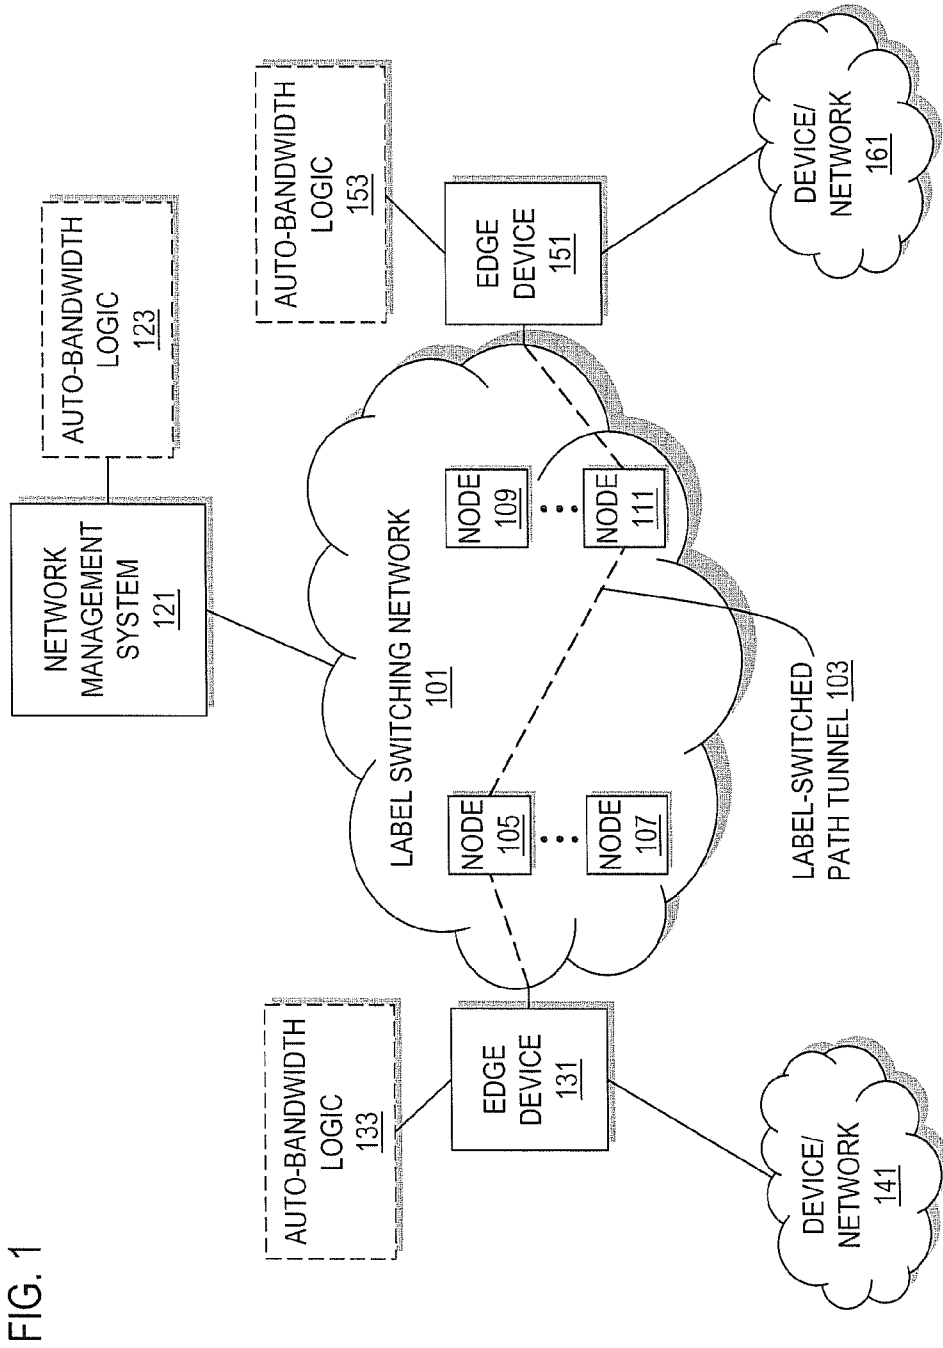 FIG. 1
NETWORK
MANAGEMENT
SYSTEM
121
AUTO-BANDWIDTH
LOGIC
123
AUTO-BANDWIDTH
LOGIC
133
AUTO-BANDWIDTH
LOGIC
153
LABEL SWITCHING NETWORK
101
EDGE
DEVICE
131
NODE
105
NODE
107
NODE
109
NODE
111
EDGE
DEVICE
151
LABEL-SWITCHED
PATH TUNNEL 103
DEVICE/
NETWORK
141
DEVICE/
NETWORK
161